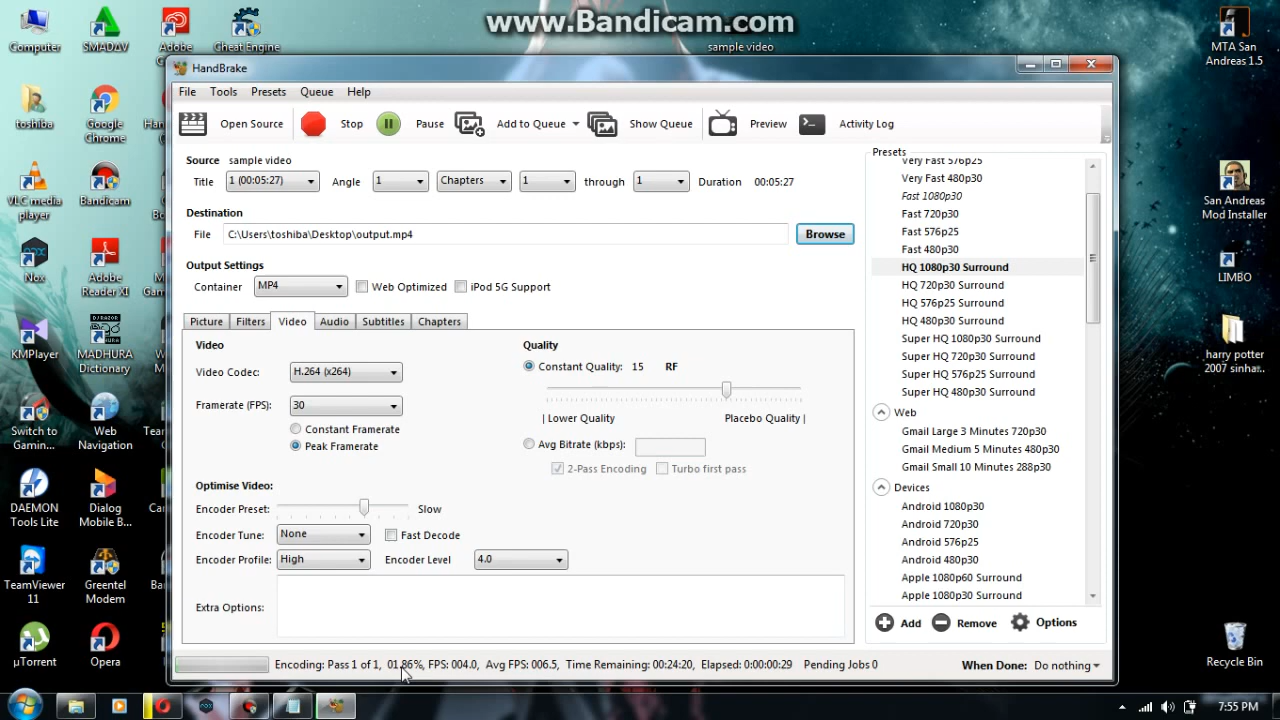 www.Bandicam.com
Computer
SMADΔV
Adobe
Cheat Engine
sample video
MTA San
Andreas 1.5
HandBrake
File Tools Presets Queue Help
Open Source Stop Pause Add to Queue Show Queue Preview Activity Log
Source sample video
Title 1 (00:05:27) Angle 1 Chapters 1 through 1 Duration 00:05:27
Destination
File C:\Users\toshiba\Desktop\output.mp4 Browse
Output Settings
Container MP4 Web Optimized iPod 5G Support
Picture Filters Video Audio Subtitles Chapters
Video
Video Codec: H.264 (x264)
Framerate (FPS): 30
Constant Framerate
Peak Framerate
Quality
Constant Quality: 15 RF
| Lower Quality Placebo Quality |
Avg Bitrate (kbps):
2-Pass Encoding Turbo first pass
Optimise Video:
Encoder Preset: Slow
Encoder Tune: None Fast Decode
Encoder Profile: High Encoder Level 4.0
Extra Options:
Presets
Very Fast 576p25
Very Fast 480p30
Fast 1080p30
Fast 720p30
Fast 576p25
Fast 480p30
HQ 1080p30 Surround
HQ 720p30 Surround
HQ 576p25 Surround
HQ 480p30 Surround
Super HQ 1080p30 Surround
Super HQ 720p30 Surround
Super HQ 576p25 Surround
Super HQ 480p30 Surround
Web
Gmail Large 3 Minutes 720p30
Gmail Medium 5 Minutes 480p30
Gmail Small 10 Minutes 288p30
Devices
Android 1080p30
Android 720p30
Android 576p25
Android 480p30
Apple 1080p60 Surround
Apple 1080p30 Surround
Add Remove Options
Encoding: Pass 1 of 1, 01.86%, FPS: 004.0, Avg FPS: 006.5, Time Remaining: 00:24:20, Elapsed: 0:00:00:29 Pending Jobs 0
When Done: Do nothing
toshiba
Google
Chrome
VLC media
player
Bandicam
Nox
Adobe
Reader XI
KMPlayer
MADHURA
Dictionary
Switch to
Gamin...
Web
Navigation
DAEMON
Tools Lite
Dialog
Mobile B...
TeamViewer
11
Greentel
Modem
µTorrent
Opera
San Andreas
Mod Installer
LIMBO
harry potter
2007 sinhar...
Recycle Bin
7:55 PM